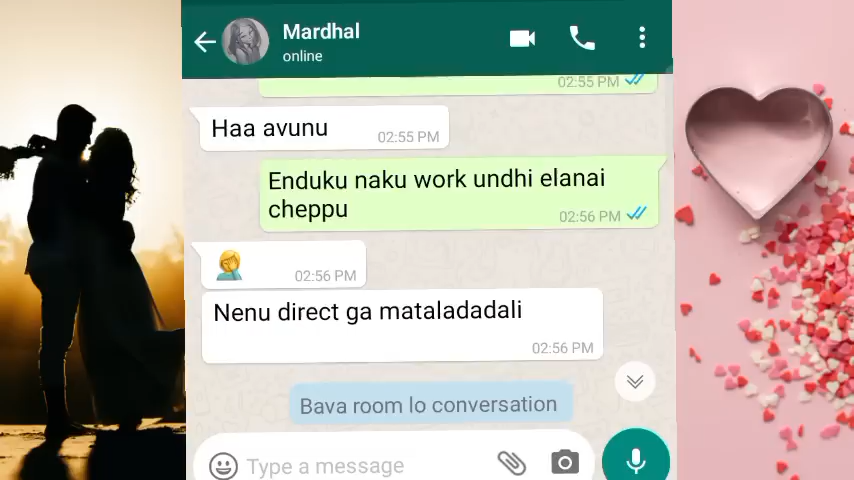 Mardhal
online
02:55 PM
Haa avunu
02:55 PM
Enduku naku work undhi elanai
cheppu
02:56 PM
02:56 PM
Nenu direct ga mataladadali
02:56 PM
Bava room lo conversation
Type a message